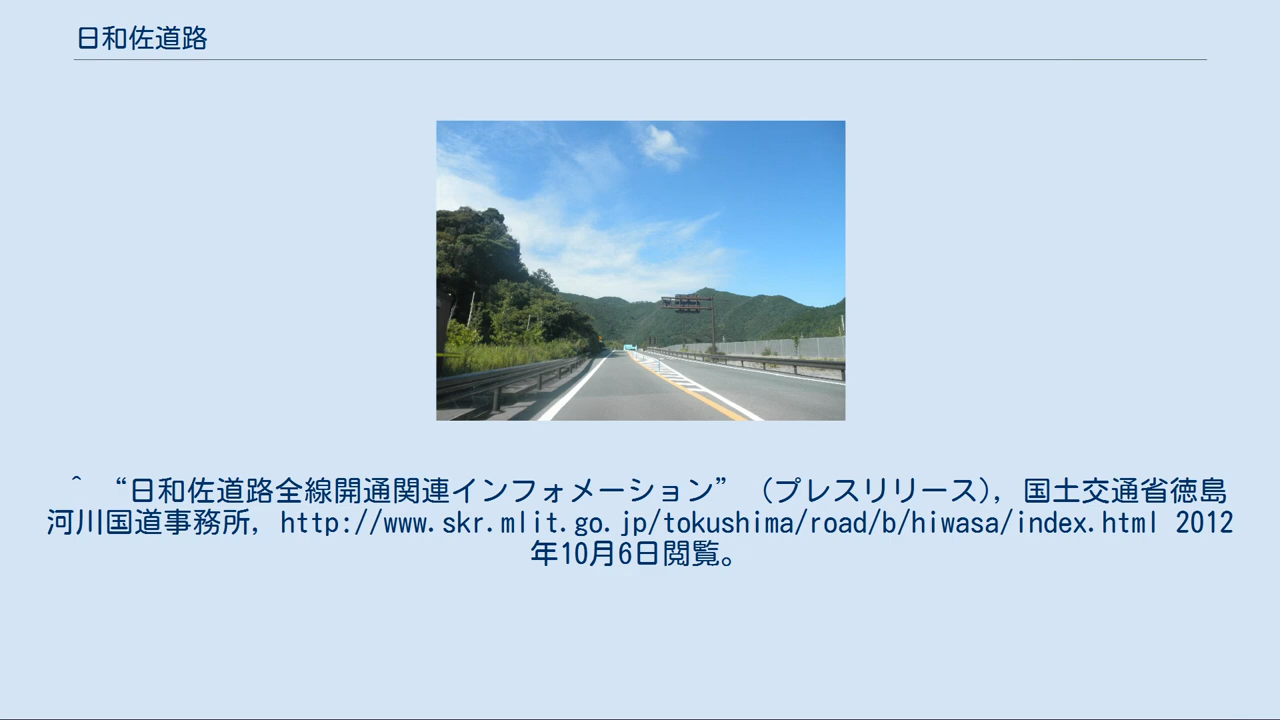 日和佐道路
^ “日和佐道路全線開通関連インフォメーション” （プレスリリース）, 国土交通省徳島
河川国道事務所, http://www.skr.mlit.go.jp/tokushima/road/b/hiwasa/index.html 2012
年10月6日閲覧。